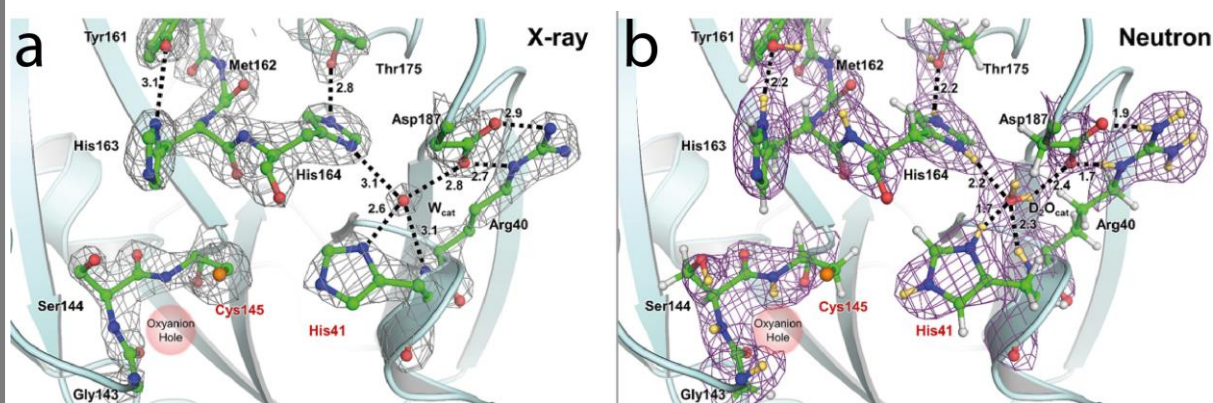 a
X-ray
Tyr161
Met162
Thr175
3.1
2.8
Asp187
2.9
His163
His164
3.1
2.8
2.7
2.6
Wcat
3.1
Arg40
Ser144
Cys145
Oxyanion
Hole
His41
Gly143
b
Neutron
Tyr161
Met162
Thr175
2.2
2.2
Asp187
1.9
His163
His164
2.2
2.4
1.7
1.7
D2Ocat
2.3
Arg40
Ser144
Cys145
Oxyanion
Hole
His41
Gly143